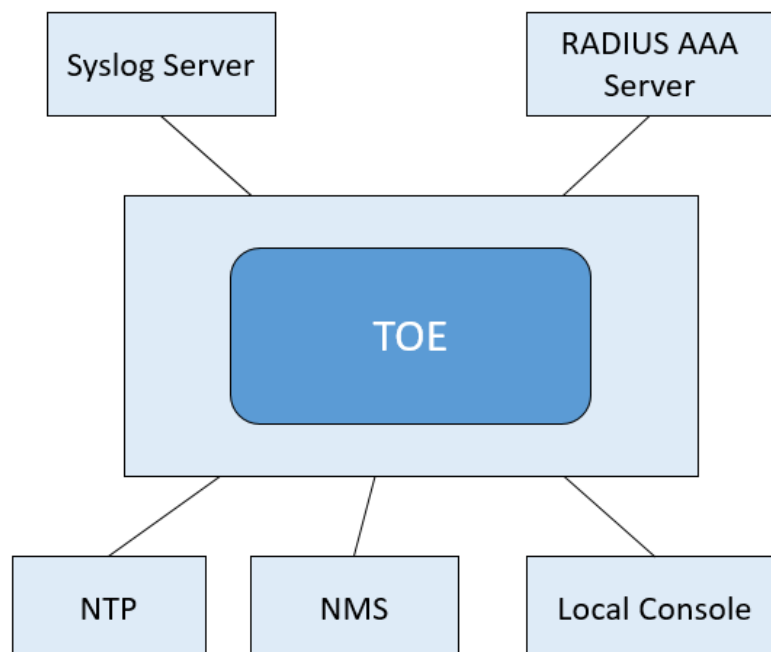 Syslog Server
RADIUS AAA
Server
TOE
NTP
NMS
Local Console